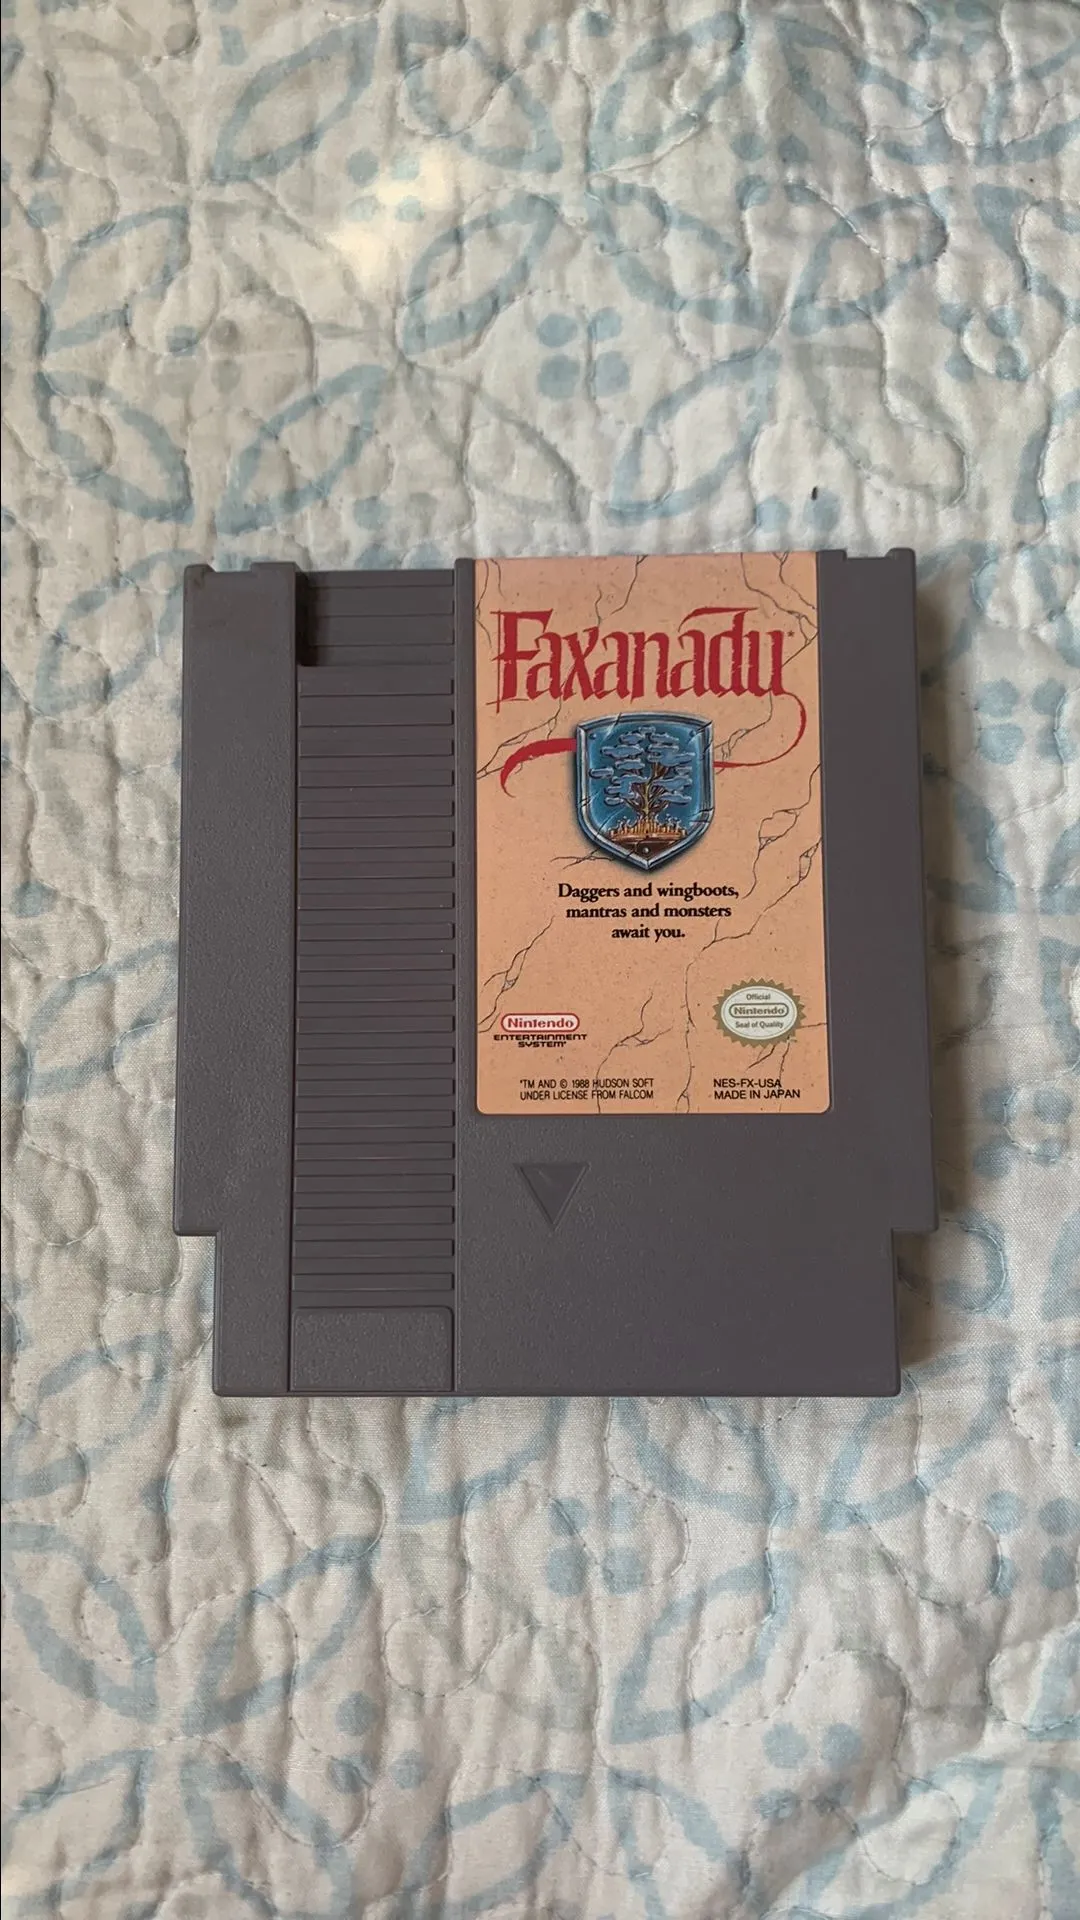 Faxanadu
Daggers and wingboots,
mantras and monsters
await you.
Nintendo
ENTERTAINMENT
SYSTEM
Official
Nintendo
Seal of Quality
TM AND © 1988 HUDSON SOFT
UNDER LICENSE FROM FALCOM
NES-FX-USA
MADE IN JAPAN